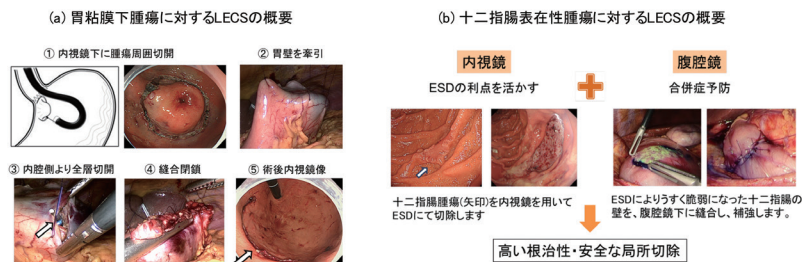 (a) 胃粘膜下腫瘍に対するLECSの概要
① 内視鏡下に腫瘍周囲切開
② 胃壁を牽引
③ 内腔側より全層切開
④ 縫合閉鎖
⑤ 術後内視鏡像
(b) 十二指腸表在性腫瘍に対するLECSの概要
内視鏡
ESDの利点を活かす
腹腔鏡
合併症予防
十二指腸腫瘍(矢印)を内視鏡を用いて
ESDにて切除します
ESDによりうすく脆弱になった十二指腸の
壁を、腹腔鏡下に縫合し、補強します。
高い根治性・安全な局所切除